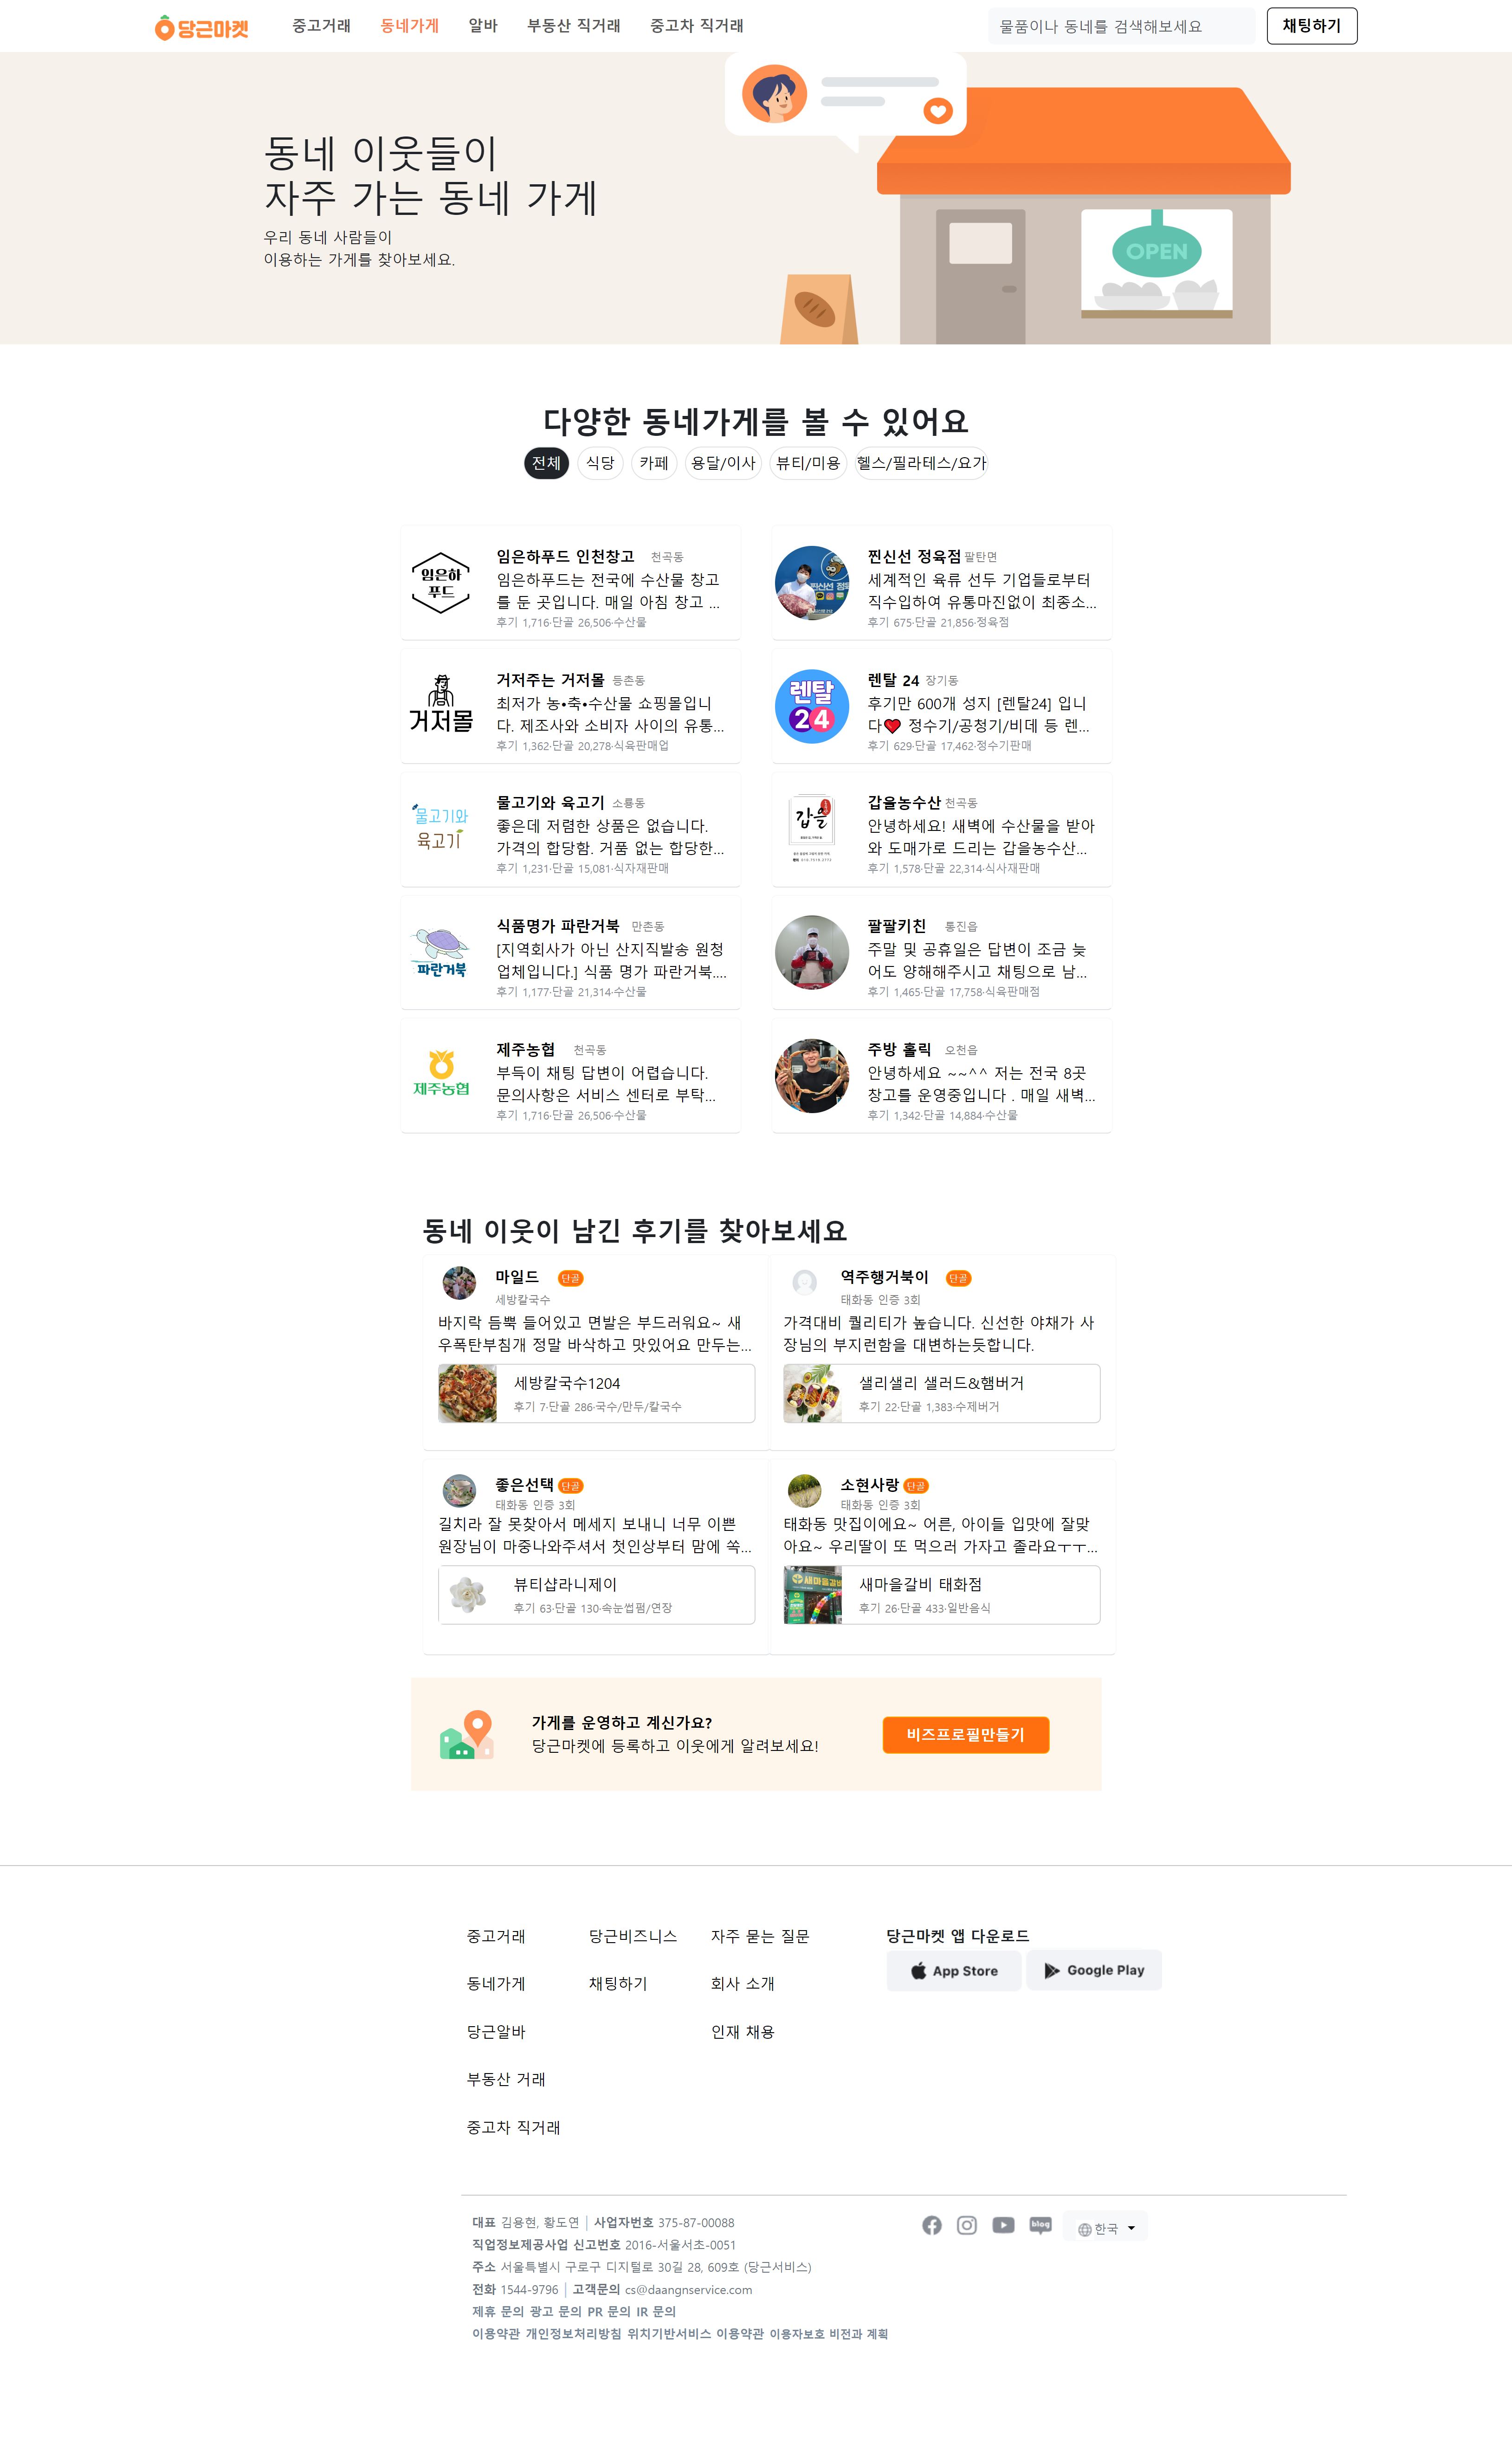 당근마켓 중고거래 동네가게 알바 부동산 직거래 중고차 직거래 물품이나 동네를 검색해보세요 채팅하기
동네 이웃들이
자주 가는 동네 가게
우리 동네 사람들이
이용하는 가게를 찾아보세요.
OPEN
다양한 동네가게를 볼 수 있어요
전체 식당 카페 용달/이사 뷰티/미용 헬스/필라테스/요가
임은하
푸드
임은하푸드 인천창고 천곡동
임은하푸드는 전국에 수산물 창고
를 둔 곳입니다. 매일 아침 창고 ...
후기 1,716·단골 26,506·수산물
찐신선 정육점 팔탄면
세계적인 육류 선두 기업들로부터
직수입하여 유통마진없이 최종소...
후기 675·단골 21,856·정육점
거저몰
거저주는 거저몰 등촌동
최저가 농•축•수산물 쇼핑몰입니
다. 제조사와 소비자 사이의 유통...
후기 1,362·단골 20,278·식육판매업
렌탈
24
렌탈 24 장기동
후기만 600개 성지 [렌탈24] 입니
다❤ 정수기/공청기/비데 등 렌...
후기 629·단골 17,462·정수기판매
물고기와
육고기
물고기와 육고기 소룡동
좋은데 저렴한 상품은 없습니다.
가격의 합당함. 거품 없는 합당한...
후기 1,231·단골 15,081·식자재판매
갑을
갑을농수산 천곡동
안녕하세요! 새벽에 수산물을 받아
와 도매가로 드리는 갑을농수산...
후기 1,578·단골 22,314·식사재판매
파란거북
식품명가 파란거북 만촌동
[지역회사가 아닌 산지직발송 원청
업체입니다.] 식품 명가 파란거북....
후기 1,177·단골 21,314·수산물
팔팔키친 통진읍
주말 및 공휴일은 답변이 조금 늦
어도 양해해주시고 채팅으로 남...
후기 1,465·단골 17,758·식육판매점
제주농협
제주농협 천곡동
부득이 채팅 답변이 어렵습니다.
문의사항은 서비스 센터로 부탁...
후기 1,716·단골 26,506·수산물
주방 홀릭 오천읍
안녕하세요 ~~^^ 저는 전국 8곳
창고를 운영중입니다 . 매일 새벽...
후기 1,342·단골 14,884·수산물
동네 이웃이 남긴 후기를 찾아보세요
마일드 단골
세방칼국수
바지락 듬뿍 들어있고 면발은 부드러워요~ 새
우폭탄부침개 정말 바삭하고 맛있어요 만두는...
세방칼국수1204
후기 7·단골 286·국수/만두/칼국수
역주행거북이 단골
태화동 인증 3회
가격대비 퀄리티가 높습니다. 신선한 야채가 사
장님의 부지런함을 대변하는듯합니다.
샐리샐리 샐러드&햄버거
후기 22·단골 1,383·수제버거
좋은선택 단골
태화동 인증 3회
길치라 잘 못찾아서 메세지 보내니 너무 이쁜
원장님이 마중나와주셔서 첫인상부터 맘에 쏙...
뷰티샵라니제이
후기 63·단골 130·속눈썹펌/연장
소현사랑 단골
태화동 인증 3회
태화동 맛집이에요~ 어른, 아이들 입맛에 잘맞
아요~ 우리딸이 또 먹으러 가자고 졸라요ㅜㅜ...
새마을갈비 태화점
후기 26·단골 433·일반음식
가게를 운영하고 계신가요?
당근마켓에 등록하고 이웃에게 알려보세요!
비즈프로필만들기
중고거래 당근비즈니스 자주 묻는 질문 당근마켓 앱 다운로드
App Store Google Play
동네가게 채팅하기 회사 소개
당근알바 인재 채용
부동산 거래
중고차 직거래
대표 김용현, 황도연 | 사업자번호 375-87-00088
blog 한국
직업정보제공사업 신고번호 2016-서울서초-0051
주소 서울특별시 구로구 디지털로 30길 28, 609호 (당근서비스)
전화 1544-9796 | 고객문의 cs@daangnservice.com
제휴 문의 광고 문의 PR 문의 IR 문의
이용약관 개인정보처리방침 위치기반서비스 이용약관 이용자보호 비전과 계획